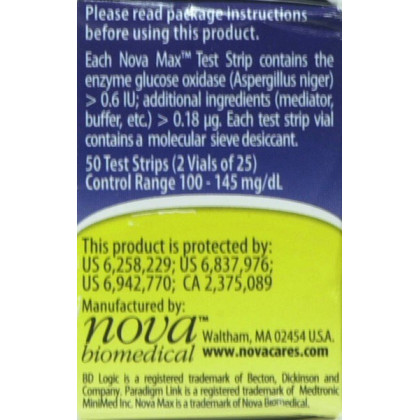 Please read package instructions
before using this product.
Each Nova Max™ Test Strip contains the
enzyme glucose oxidase (Aspergillus niger)
> 0.6 IU; additional ingredients (mediator,
buffer, etc.) > 0.18 µg. Each test strip vial
contains a molecular sieve desiccant.
50 Test Strips (2 Vials of 25)
Control Range 100 - 145 mg/dL
This product is protected by:
US 6,258,229; US 6,837,976;
US 6,942,770; CA 2,375,089
Manufactured by:
nova™
biomedical
Waltham, MA 02454 U.S.A.
www.novacares.com
BD Logic is a registered trademark of Becton, Dickinson and
Company. Paradigm Link is a registered trademark of Medtronic
MiniMed Inc. Nova Max is a trademark of Nova Biomedical.